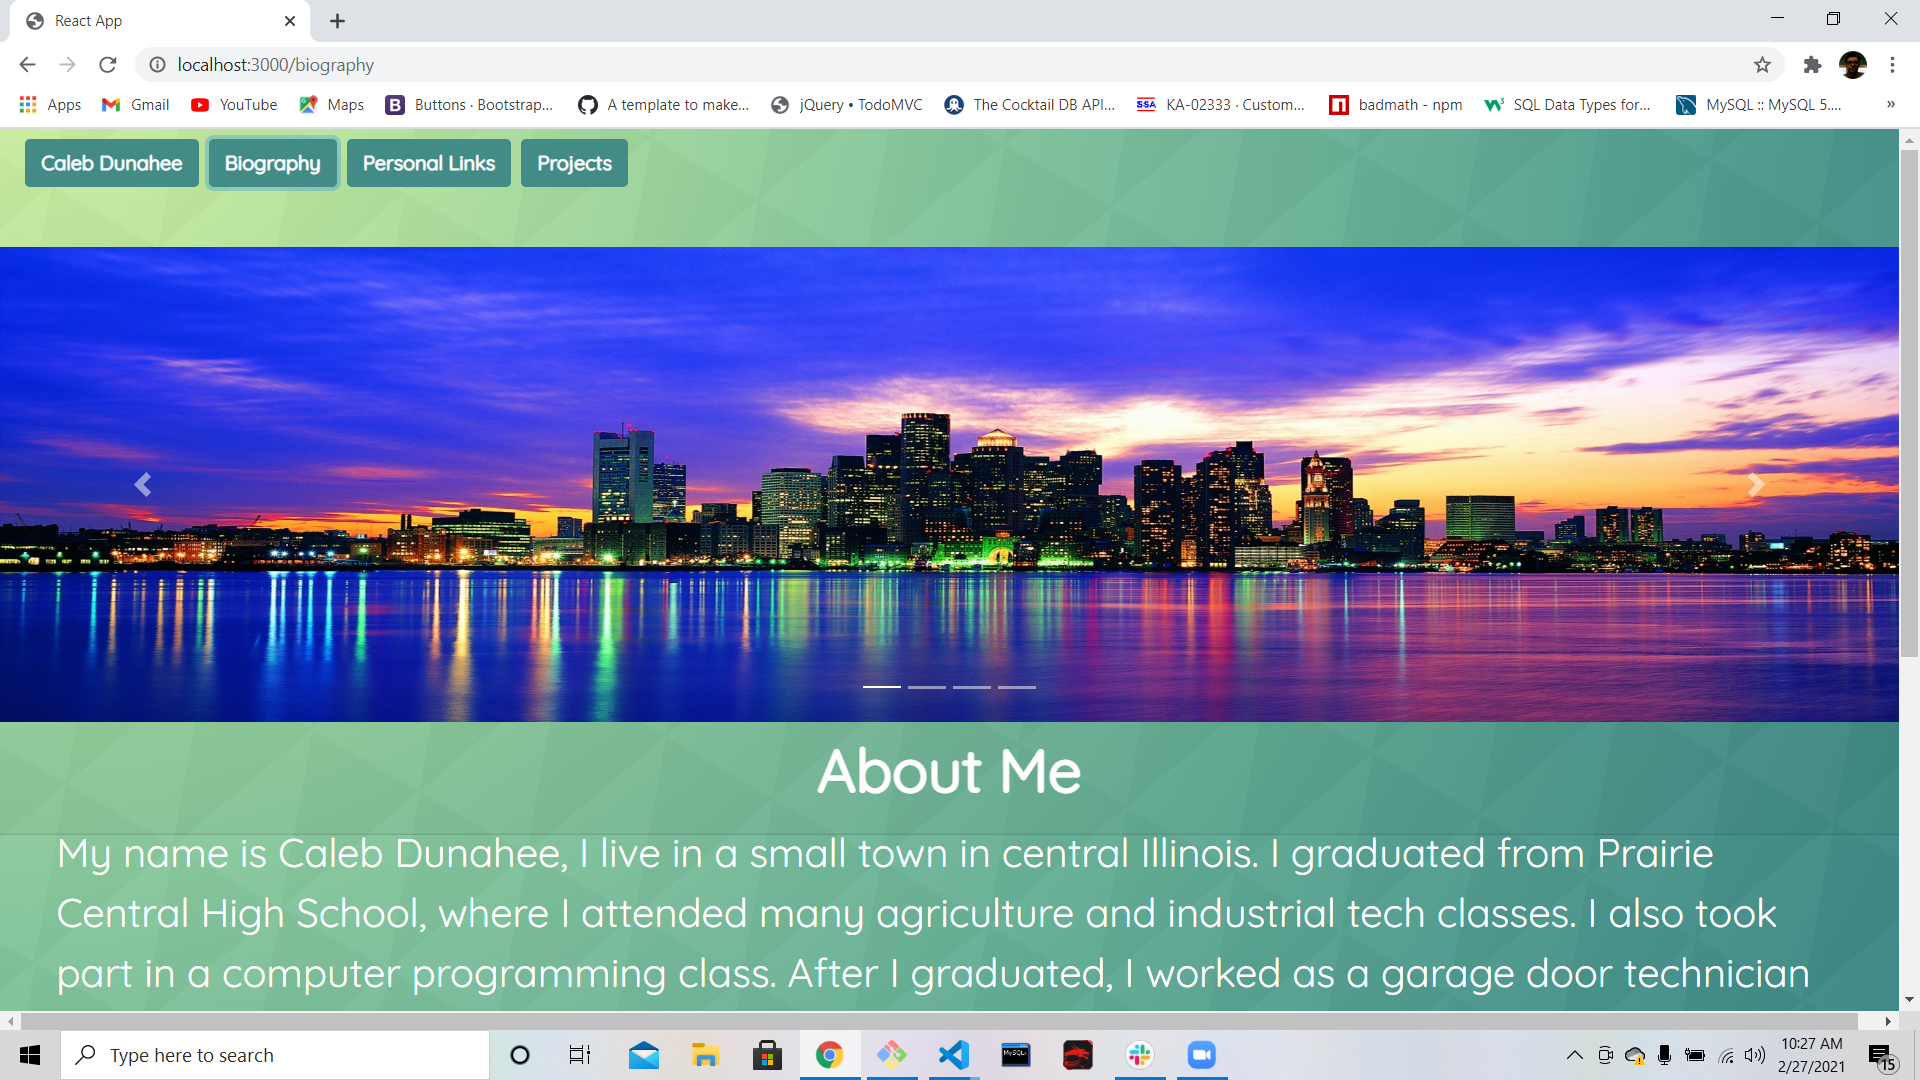 React App
localhost:3000/biography
Apps
Gmail
YouTube
Maps
B
Buttons · Bootstrap...
A template to make...
jQuery • TodoMVC
The Cocktail DB API...
SSA
KA-02333 · Custom...
badmath - npm
SQL Data Types for...
MySQL :: MySQL 5....
»
Caleb Dunahee
Biography
Personal Links
Projects
About Me
My name is Caleb Dunahee, I live in a small town in central Illinois. I graduated from Prairie
Central High School, where I attended many agriculture and industrial tech classes. I also took
part in a computer programming class. After I graduated, I worked as a garage door technician
Type here to search
10:27 AM
2/27/2021
15